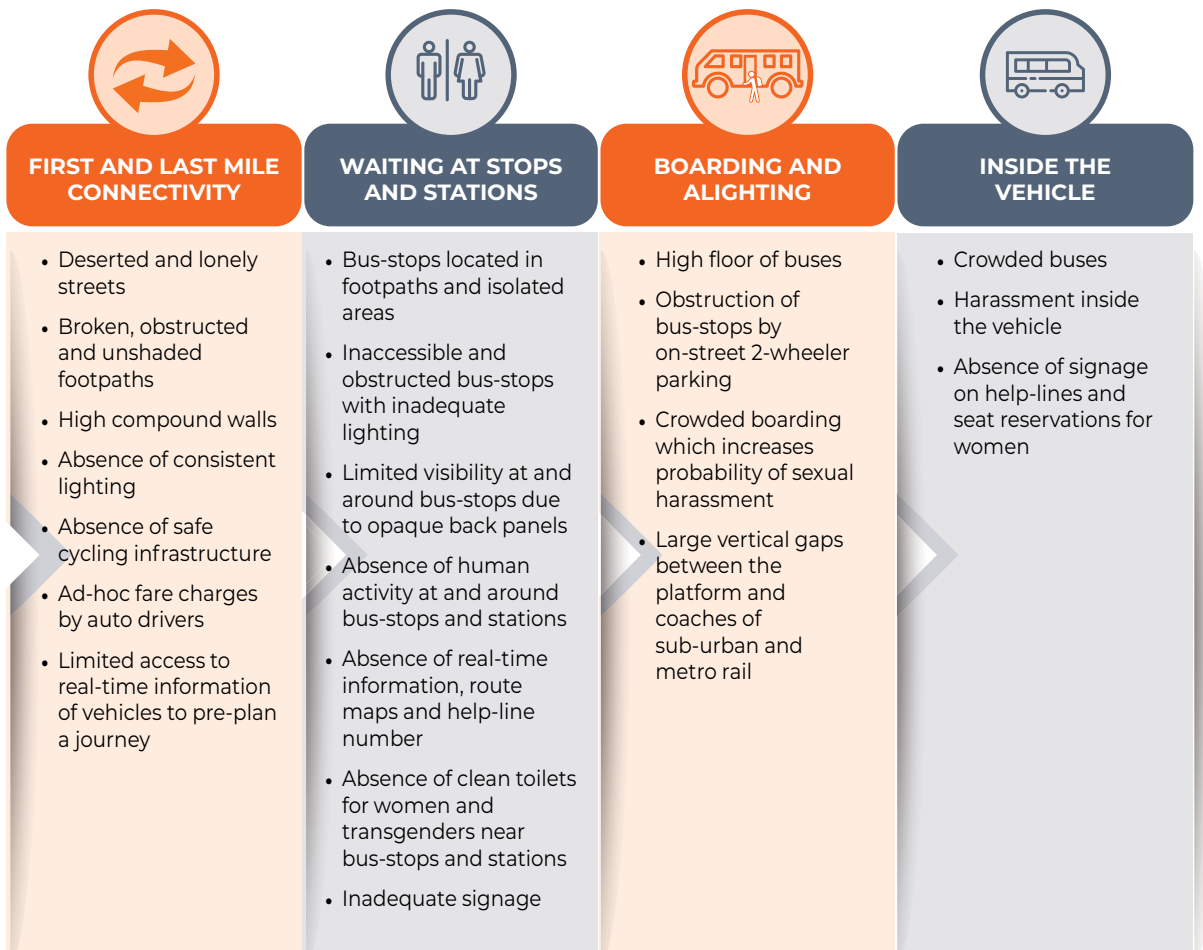 FIRST AND LAST MILE
CONNECTIVITY
• Deserted and lonely
streets
• Broken, obstructed
and unshaded
footpaths
• High compound walls
• Absence of consistent
lighting
• Absence of safe
cycling infrastructure
• Ad-hoc fare charges
by auto drivers
• Limited access to
real-time information
of vehicles to pre-plan
a journey
WAITING AT STOPS
AND STATIONS
• Bus-stops located in
footpaths and isolated
areas
• Inaccessible and
obstructed bus-stops
with inadequate
lighting
• Limited visibility at and
around bus-stops due
to opaque back panels
• Absence of human
activity at and around
bus-stops and stations
• Absence of real-time
information, route
maps and help-line
number
• Absence of clean toilets
for women and
transgenders near
bus-stops and stations
• Inadequate signage
BOARDING AND
ALIGHTING
• High floor of buses
• Obstruction of
bus-stops by
on-street 2-wheeler
parking
• Crowded boarding
which increases
probability of sexual
harassment
• Large vertical gaps
between the
platform and
coaches of
sub-urban and
metro rail
INSIDE THE
VEHICLE
• Crowded buses
• Harassment inside
the vehicle
• Absence of signage
on help-lines and
seat reservations for
women